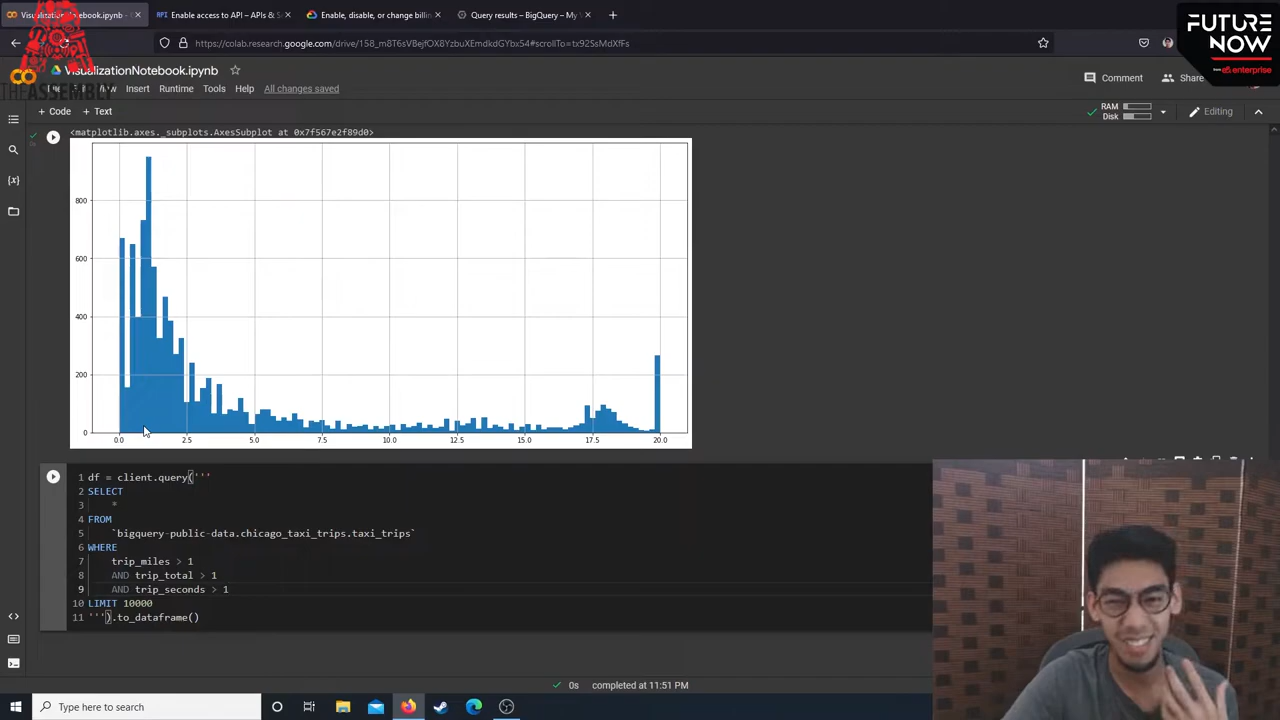 VisualizationNotebook.ipynb
Enable access to API – APIs & S
Enable, disable, or change billin
Query results – BigQuery – My
https://colab.research.google.com/drive/158_m8T6sVBejfOX8YzbuXEmdkdGYbx54#scrollTo=tx92SsMdXfFs
FUTURE
NOW
from e& enterprise
VisualizationNotebook.ipynb
THE ASSEMBLY
Insert Runtime Tools Help All changes saved
Comment Share
+ Code + Text
RAM
Disk
Editing
<matplotlib.axes._subplots.AxesSubplot at 0x7f567e2f89d0>
800
600
400
200
0
0.0 2.5 5.0 7.5 10.0 12.5 15.0 17.5 20.0
1 df = client.query('''
2 SELECT
3 *
4 FROM
5 `bigquery-public-data.chicago_taxi_trips.taxi_trips`
6 WHERE
7 trip_miles > 1
8 AND trip_total > 1
9 AND trip_seconds > 1
10 LIMIT 10000
11 ''').to_dataframe()
0s completed at 11:51 PM
Type here to search